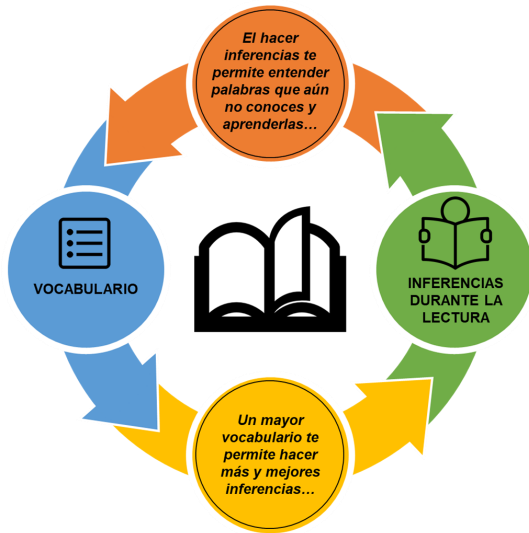 El hacer
inferencias te
permite entender
palabras que aún
no conoces y
aprenderlas...
VOCABULARIO
INFERENCIAS
DURANTE LA
LECTURA
Un mayor
vocabulario te
permite hacer
más y mejores
inferencias...